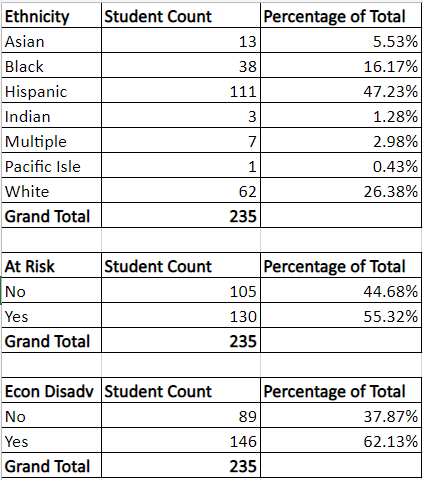 Ethnicity Student Count Percentage of Total
Asian 13 5.53%
Black 38 16.17%
Hispanic 111 47.23%
Indian 3 1.28%
Multiple 7 2.98%
Pacific Isle 1 0.43%
White 62 26.38%
Grand Total 235
At Risk Student Count Percentage of Total
No 105 44.68%
Yes 130 55.32%
Grand Total 235
Econ Disadv Student Count Percentage of Total
No 89 37.87%
Yes 146 62.13%
Grand Total 235